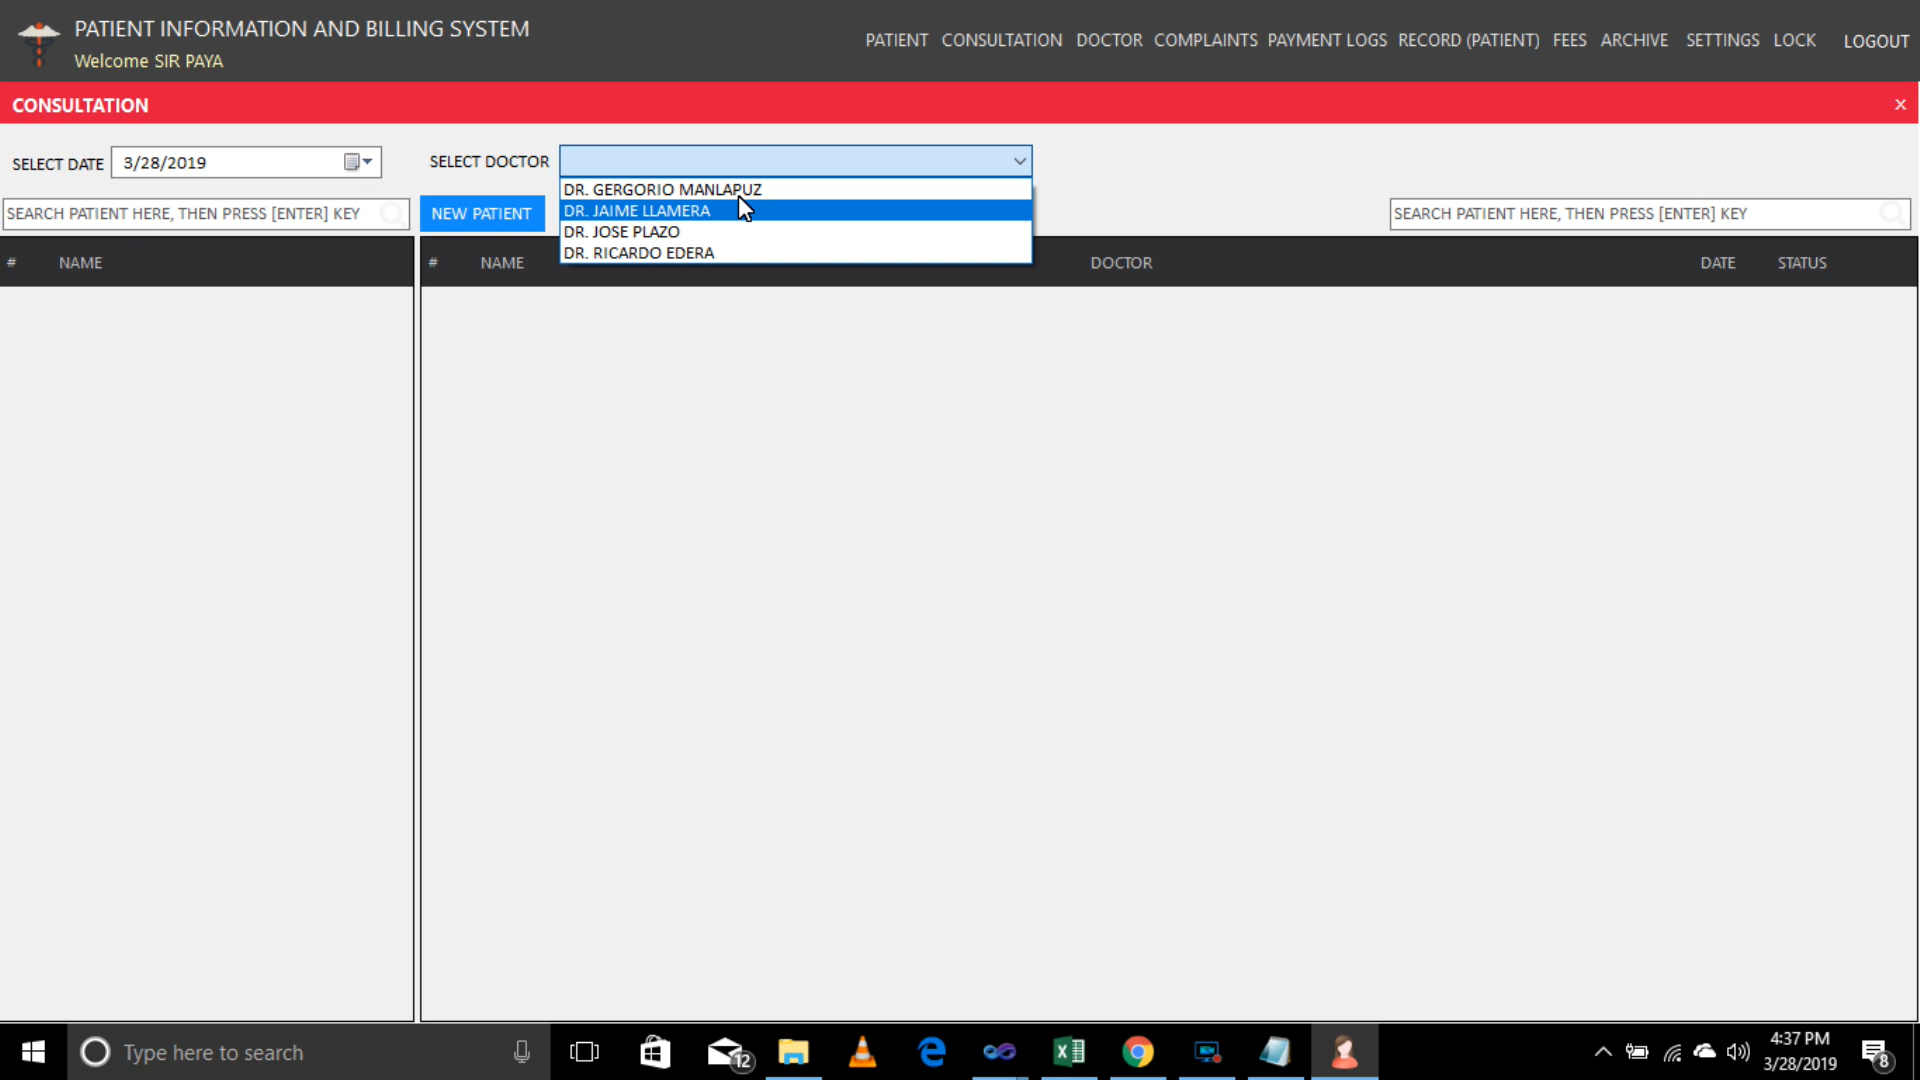 PATIENT INFORMATION AND BILLING SYSTEM
Welcome SIR PAYA
PATIENT CONSULTATION DOCTOR COMPLAINTS PAYMENT LOGS RECORD (PATIENT) FEES ARCHIVE SETTINGS LOCK LOGOUT
CONSULTATION x
SELECT DATE 3/28/2019 SELECT DOCTOR
DR. GERGORIO MANLAPUZ
DR. JAIME LLAMERA
DR. JOSE PLAZO
DR. RICARDO EDERA
SEARCH PATIENT HERE, THEN PRESS [ENTER] KEY NEW PATIENT SEARCH PATIENT HERE, THEN PRESS [ENTER] KEY
# NAME # NAME DOCTOR DATE STATUS
Type here to search 12 4:37 PM
3/28/2019 8